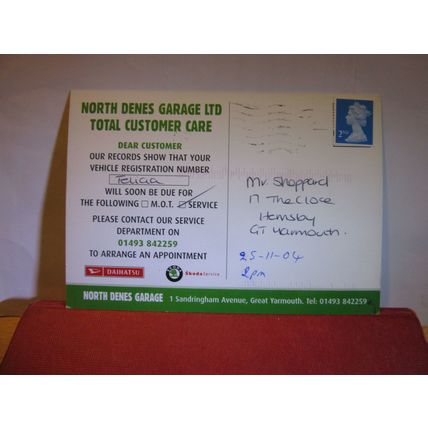 NORTH DENES GARAGE LTD
TOTAL CUSTOMER CARE
DEAR CUSTOMER
OUR RECORDS SHOW THAT YOUR
VEHICLE REGISTRATION NUMBER
Felicia
WILL SOON BE DUE FOR
THE FOLLOWING M.O.T. SERVICE
PLEASE CONTACT OUR SERVICE
DEPARTMENT ON
01493 842259
TO ARRANGE AN APPOINTMENT
DAIHATSU
Škoda Service
2ND
Mr. Sheppard
17 The Close
Hemsby
GT Yarmouth.
25-11-04
2pm
NORTH DENES GARAGE 1 Sandringham Avenue, Great Yarmouth. Tel: 01493 842259